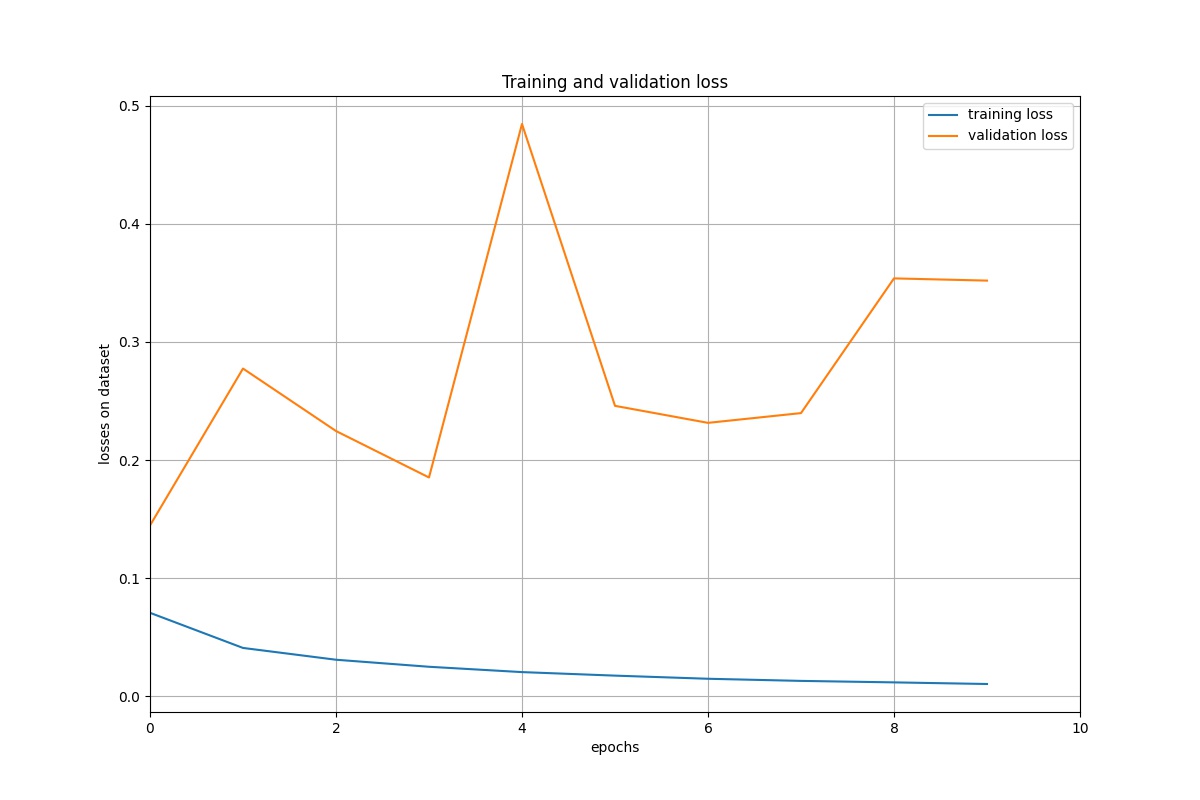 Training and validation loss
training loss
validation loss
0.5
0.4
0.3
0.2
0.1
0.0
losses on dataset
0 2 4 6 8 10
epochs